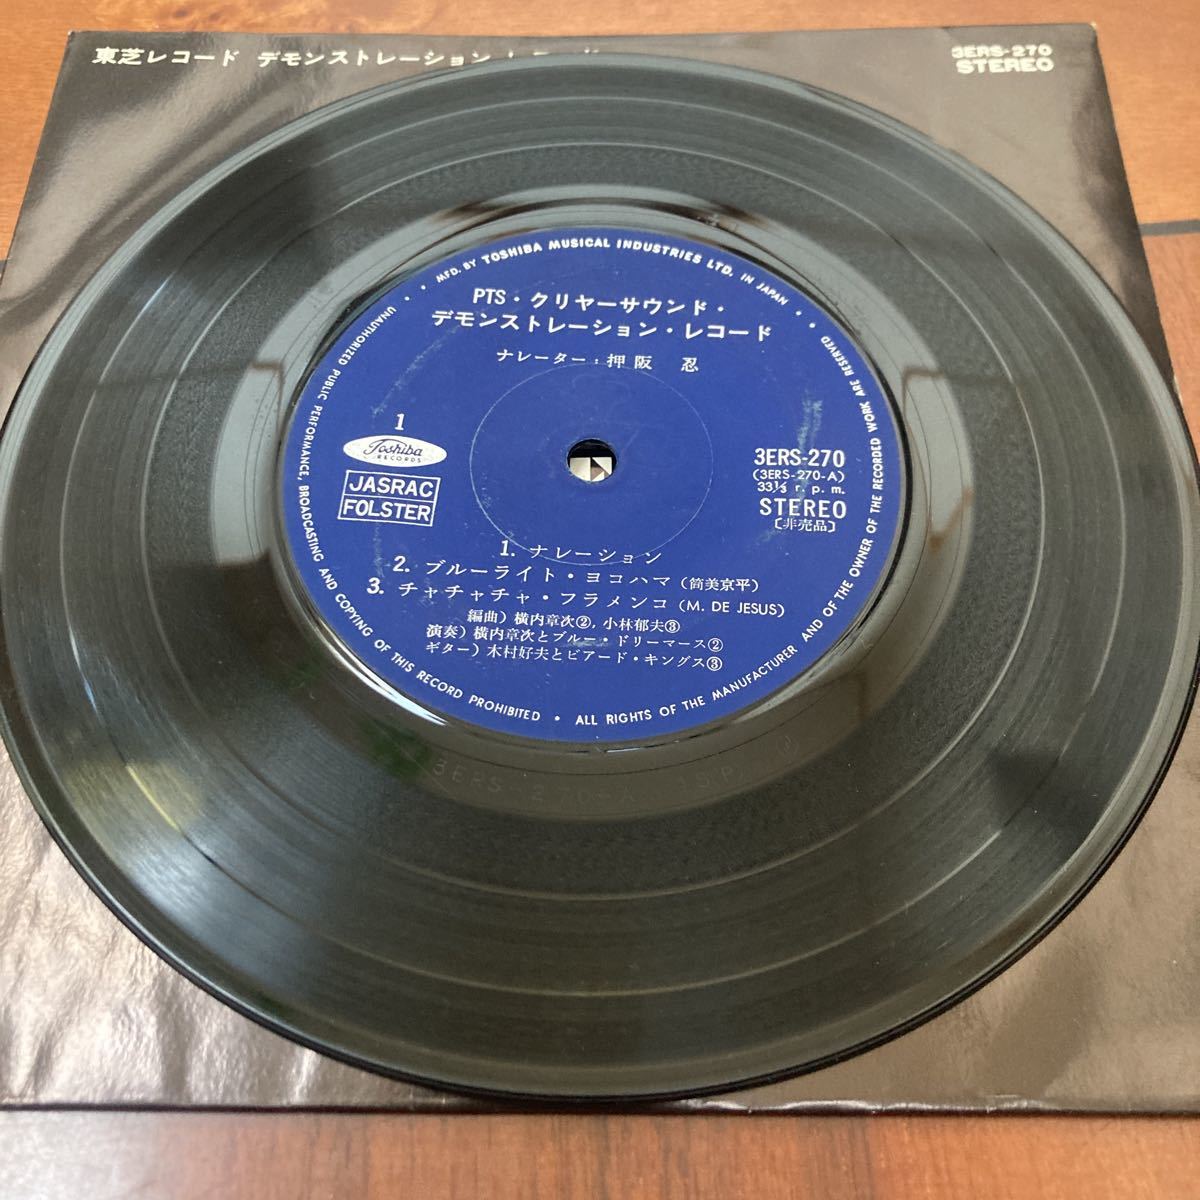 東芝レコード デモンストレーション
3ERS-270
STEREO
MFD. BY TOSHIBA MUSICAL INDUSTRIES LTD. IN JAPAN
PTS・クリヤーサウンド・
デモンストレーション・レコード
ナレーター：押阪 忍
1
Toshiba
RECORDS
JASRAC
FOLSTER
3ERS-270
(3ERS-270-A)
33⅓ r. p. m.
STEREO
〔非売品〕
1. ナレーション
2. ブルーライト・ヨコハマ (筒美京平)
3. チャチャチャ・フラメンコ (M. DE JESUS)
編曲) 横内章次②, 小林郁夫③
演奏) 横内章次とブルー・ドリーマース②
ギター) 木村好夫とビアード・キングス③
UNAUTHORIZED PUBLIC PERFORMANCE, BROADCASTING AND COPYING OF THIS RECORD PROHIBITED • ALL RIGHTS OF THE MANUFACTURER AND OF THE OWNER OF THE RECORDED WORK ARE RESERVED
3ERS-270-A